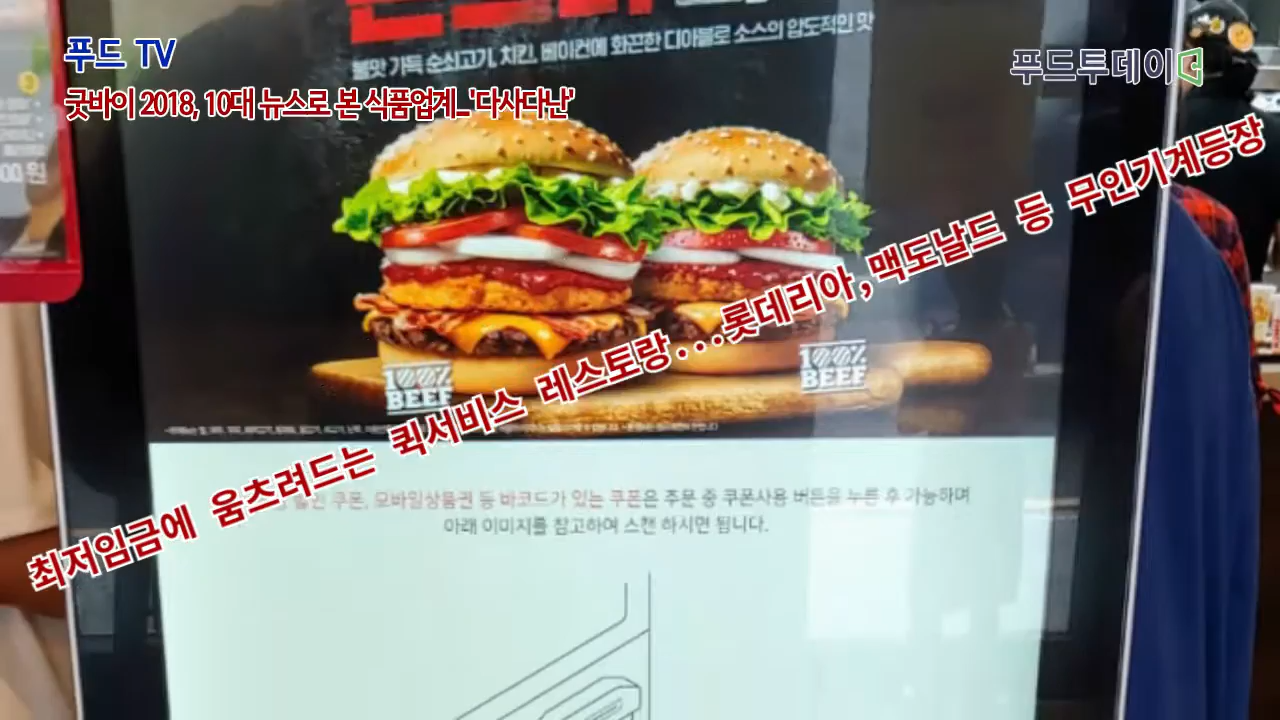 불맛 가득 순쇠고기, 치킨, 베이컨에 화끈한 디아블로 소스의 압도적인 맛
푸드 TV
푸드투데이
굿바이 2018, 10대 뉴스로 본 식품업계_'다사다난'
00원
최저임금에 움츠려드는 퀵서비스 레스토랑...롯데리아,맥도날드 등 무인기계등장
100%
BEEF
100%
BEEF
쿠폰, 모바일상품권 등 바코드가 있는 쿠폰은 주문 중 쿠폰사용 버튼을 누른 후 가능하며
아래 이미지를 참고하여 스캔 하시면 됩니다.